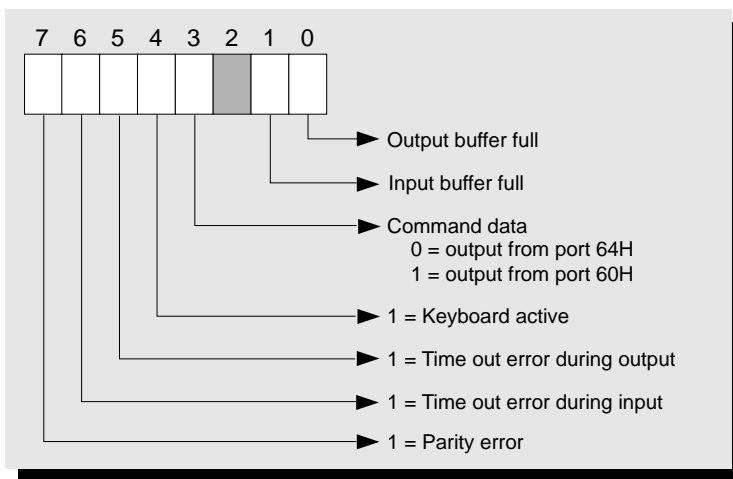 7 6 5 4 3 2 1 0
Output buffer full
Input buffer full
Command data
0 = output from port 64H
1 = output from port 60H
1 = Keyboard active
1 = Time out error during output
1 = Time out error during input
1 = Parity error